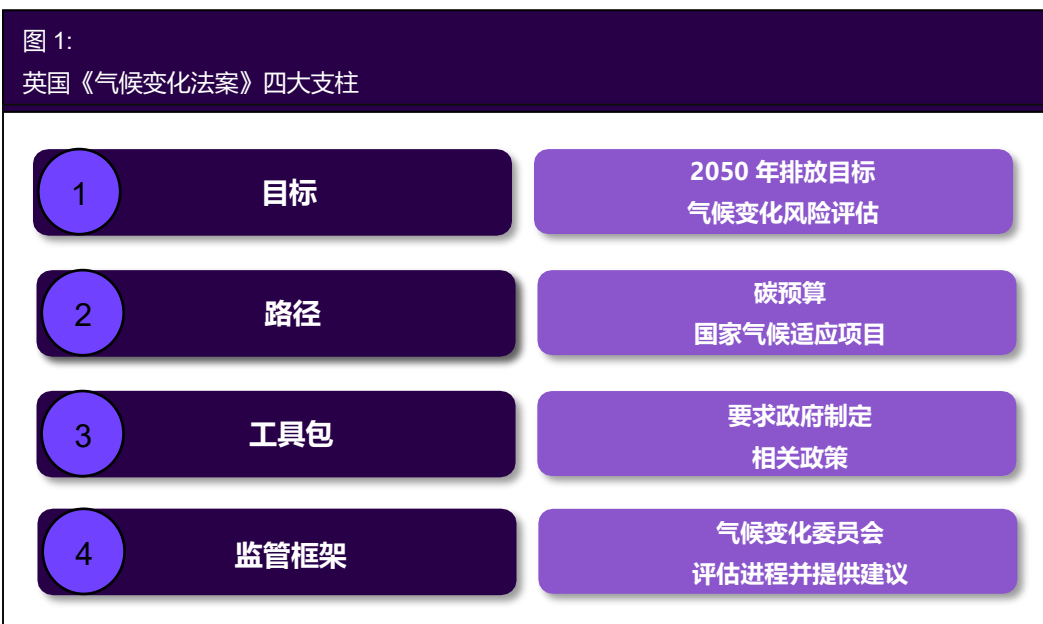 图 1:
英国《气候变化法案》四大支柱
1
目标
2050 年排放目标
气候变化风险评估
2
路径
碳预算
国家气候适应项目
3
工具包
要求政府制定
相关政策
4
监管框架
气候变化委员会
评估进程并提供建议